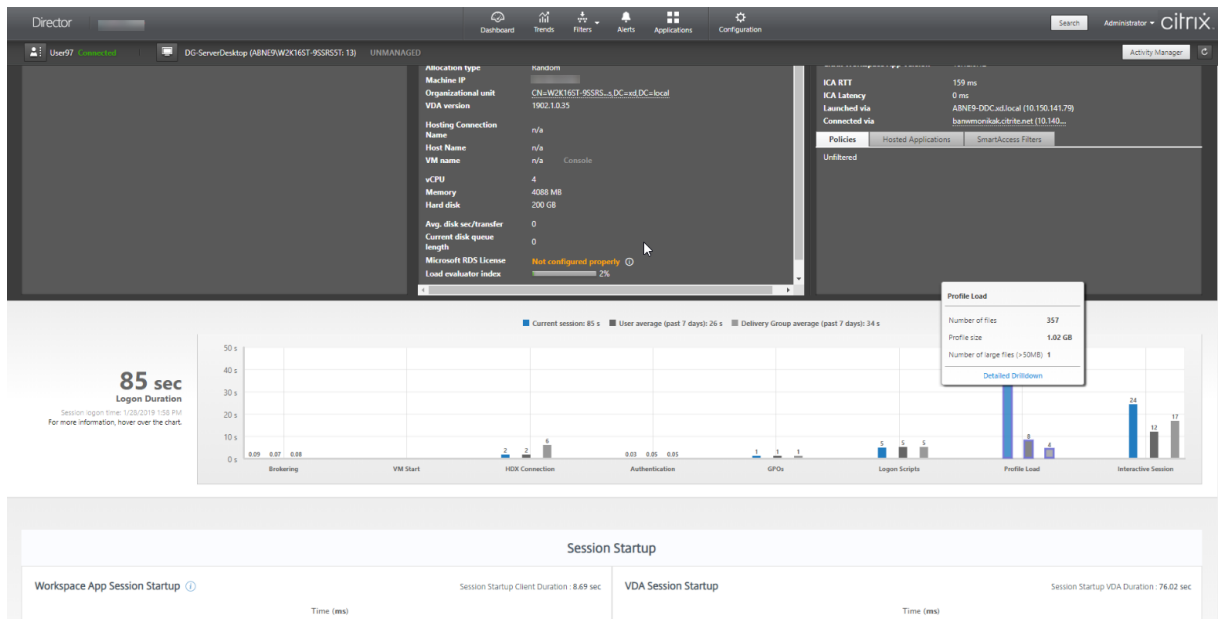 Director
Dashboard
Trends
Filters
Alerts
Applications
Configuration
Search
Administrator
citrix
User97 Connected
DG-ServerDesktop (ABNE9\W2K16ST-9SSRS5T: 13) UNMANAGED
Activity Manager
Allocation type Random
Machine IP
Organizational unit CN=W2K16ST-9SSRS...s,DC=xd,DC=local
VDA version 1902.1.0.35
Hosting Connection
Name n/a
Host Name n/a
VM name n/a Console
vCPU 4
Memory 4088 MB
Hard disk 200 GB
Avg. disk sec/transfer 0
Current disk queue
length 0
Microsoft RDS License Not configured properly
Load evaluator index 2%
ICA RTT 159 ms
ICA Latency 0 ms
Launched via ABNE9-DDC.xd.local (10.150.141.79)
Connected via banwmonikak.citrite.net (10.140....
Policies Hosted Applications SmartAccess Filters
Unfiltered
Profile Load
Number of files 357
Profile size 1.02 GB
Number of large files (>50MB) 1
Detailed Drilldown
Current session: 85 s User average (past 7 days): 26 s Delivery Group average (past 7 days): 34 s
85 sec
Logon Duration
Session logon time: 1/28/2019 1:58 PM
For more information, hover over the chart.
50 s
40 s
30 s
20 s
10 s
0 s
0.09 0.07 0.08
2 2 6
0.03 0.05 0.05
1 1 1
5 5 5
8 4
24 12 17
Brokering VM Start HDX Connection Authentication GPOs Logon Scripts Profile Load Interactive Session
Session Startup
Workspace App Session Startup
Session Startup Client Duration : 8.69 sec
Time (ms)
VDA Session Startup
Session Startup VDA Duration : 76.02 sec
Time (ms)